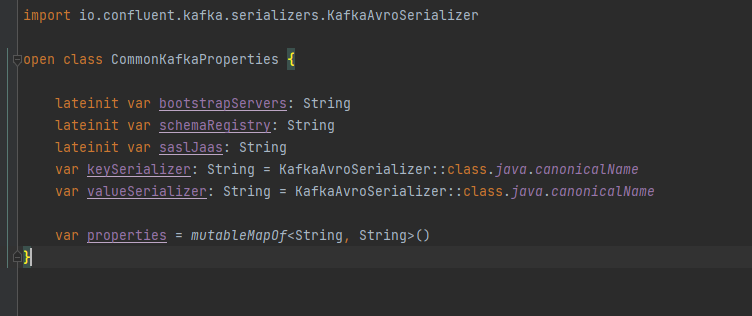 import io.confluent.kafka.serializers.KafkaAvroSerializer
open class CommonKafkaProperties {
lateinit var bootstrapServers: String
lateinit var schemaRegistry: String
lateinit var saslJaas: String
var keySerializer: String = KafkaAvroSerializer::class.java.canonicalName
var valueSerializer: String = KafkaAvroSerializer::class.java.canonicalName
var properties = mutableMapOf<String, String>()
}